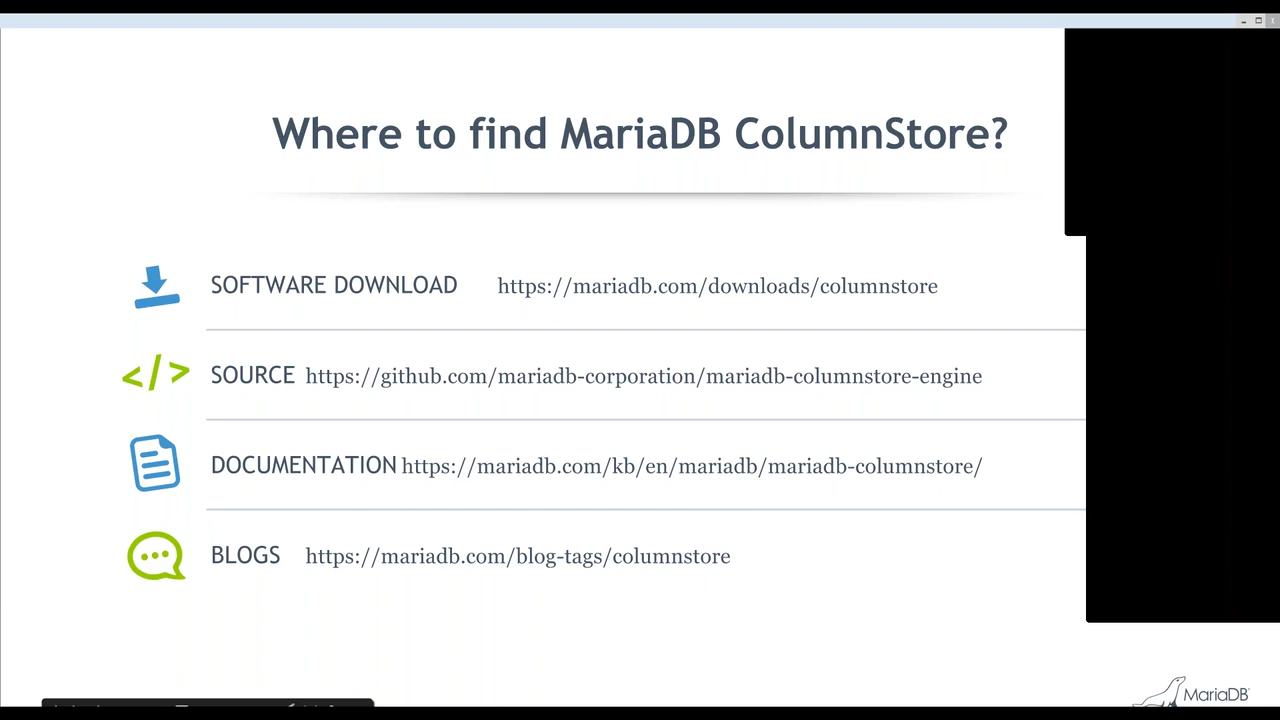 Where to find MariaDB ColumnStore?
SOFTWARE DOWNLOAD https://mariadb.com/downloads/columnstore
</> SOURCE https://github.com/mariadb-corporation/mariadb-columnstore-engine
DOCUMENTATION https://mariadb.com/kb/en/mariadb/mariadb-columnstore/
BLOGS https://mariadb.com/blog-tags/columnstore
MariaDB